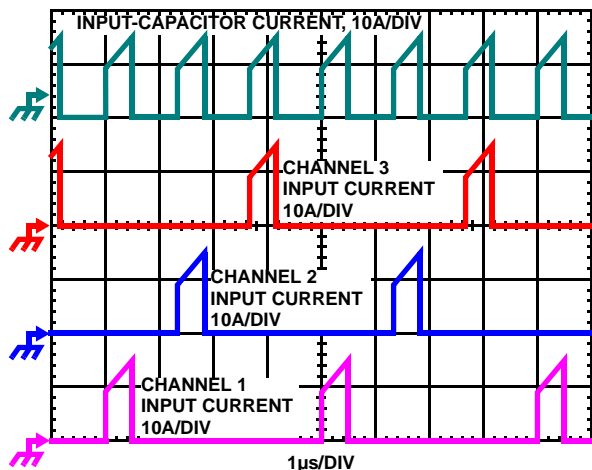 INPUT-CAPACITOR CURRENT, 10A/DIV
CHANNEL 3
INPUT CURRENT
10A/DIV
CHANNEL 2
INPUT CURRENT
10A/DIV
CHANNEL 1
INPUT CURRENT
10A/DIV
1µs/DIV